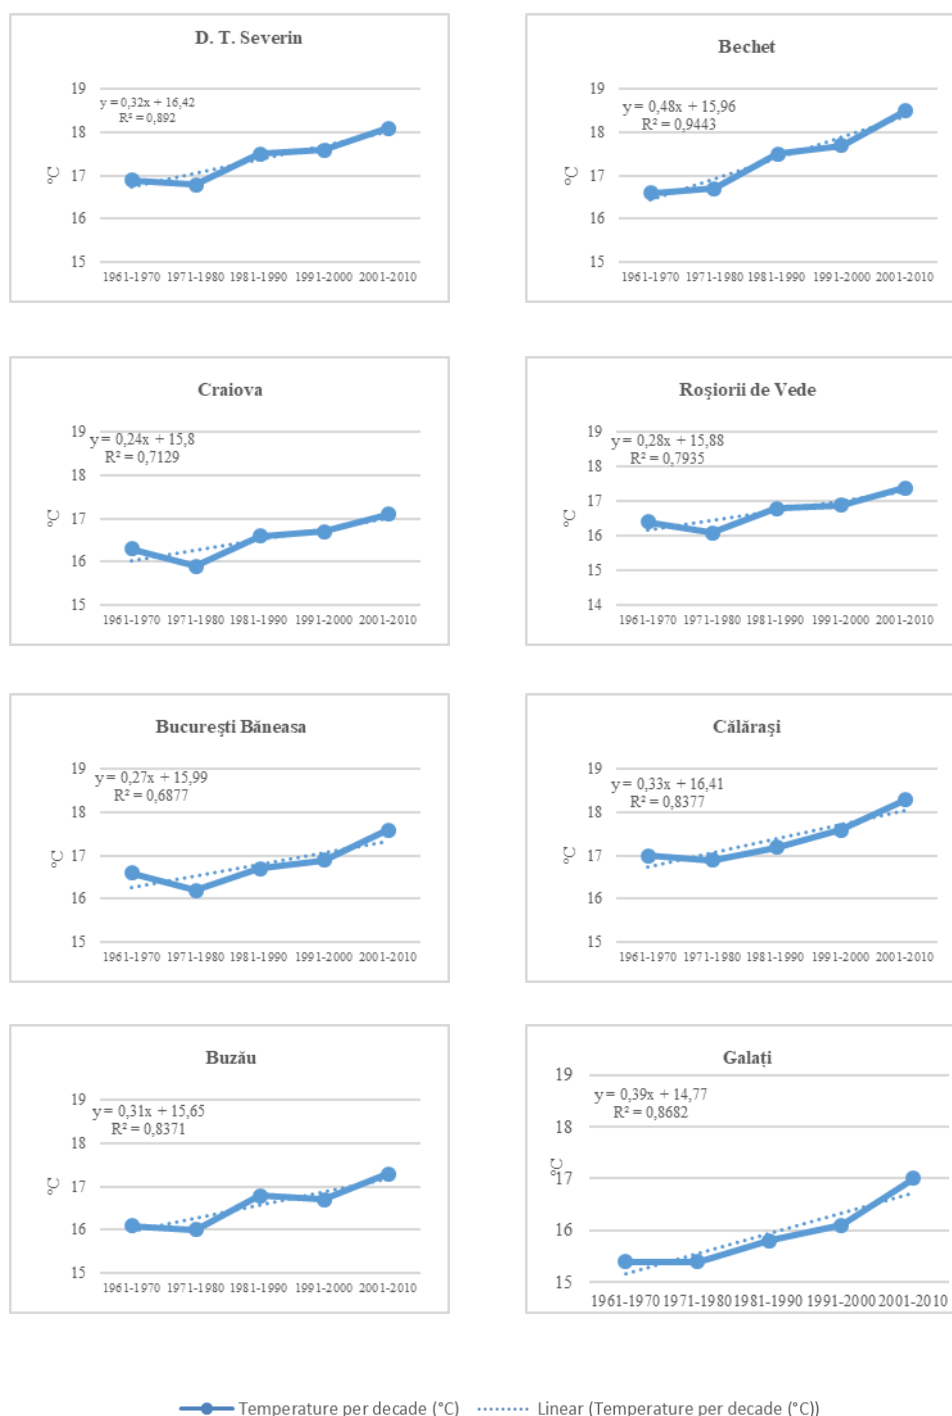 D. T. Severin
19
y = 0,32x + 16,42
R² = 0,892
18
17
16
15
°C
1961-1970 1971-1980 1981-1990 1991-2000 2001-2010
Bechet
19
y = 0,48x + 15,96
R² = 0,9443
18
17
16
15
°C
1961-1970 1971-1980 1981-1990 1991-2000 2001-2010
Craiova
19
y = 0,24x + 15,8
R² = 0,7129
18
17
16
15
°C
1961-1970 1971-1980 1981-1990 1991-2000 2001-2010
Roşiorii de Vede
19
y = 0,28x + 15,88
R² = 0,7935
18
17
16
15
14
°C
1961-1970 1971-1980 1981-1990 1991-2000 2001-2010
Bucureşti Băneasa
19
y = 0,27x + 15,99
R² = 0,6877
18
17
16
15
°C
1961-1970 1971-1980 1981-1990 1991-2000 2001-2010
Călăraşi
19
y = 0,33x + 16,41
R² = 0,8377
18
17
16
15
°C
1961-1970 1971-1980 1981-1990 1991-2000 2001-2010
Buzău
19
y = 0,31x + 15,65
R² = 0,8371
18
17
16
15
°C
1961-1970 1971-1980 1981-1990 1991-2000 2001-2010
Galați
19
y = 0,39x + 14,77
R² = 0,8682
18
17
16
15
°C
1961-1970 1971-1980 1981-1990 1991-2000 2001-2010
Temperature per decade (°C) Linear (Temperature per decade (°C))